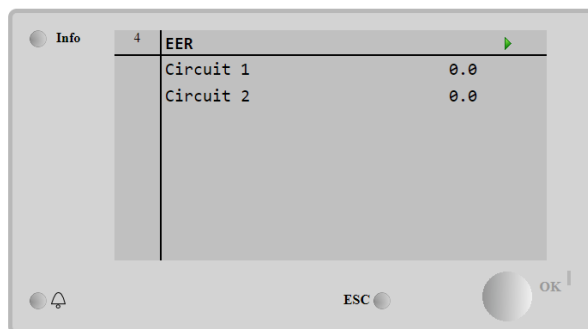 Info
4 EER
Circuit 1 0.0
Circuit 2 0.0
ESC
OK